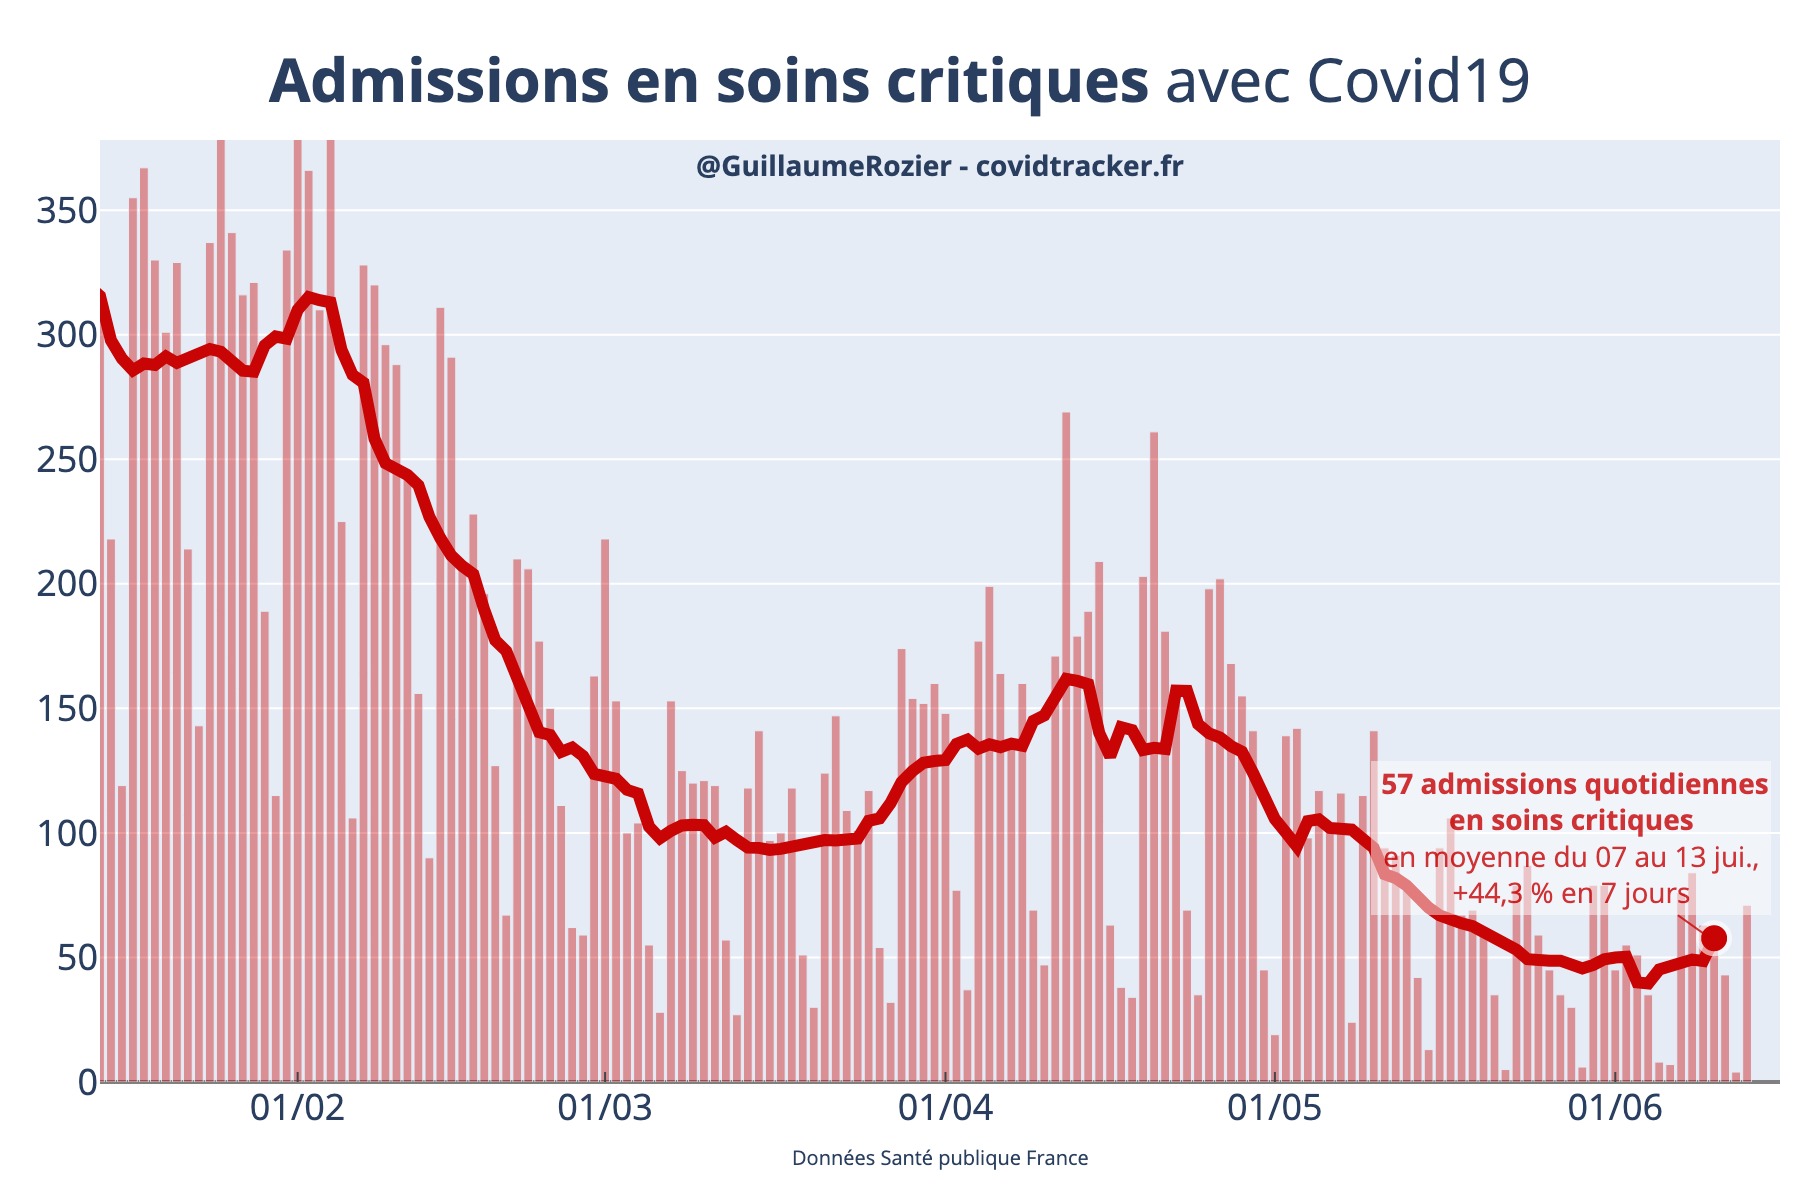 Admissions en soins critiques avec Covid19
@GuillaumeRozier - covidtracker.fr
350
300
250
200
150
100
50
0
57 admissions quotidiennes
en soins critiques
en moyenne du 07 au 13 jui.,
+44,3 % en 7 jours
01/02
01/03
01/04
01/05
01/06
Données Santé publique France